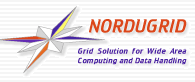 NORDUGRID
Grid Solution for Wide Area
Computing and Data Handling